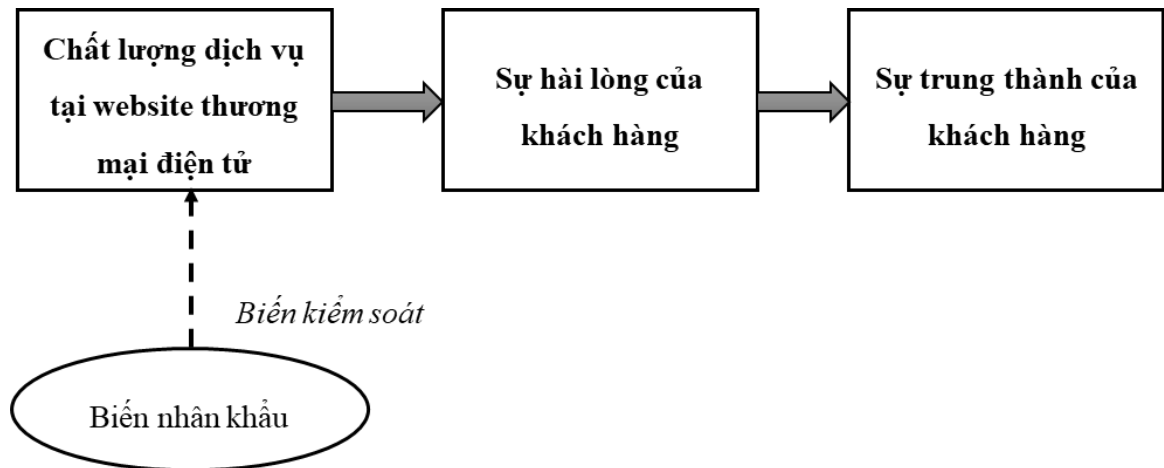 Chất lượng dịch vụ
tại website thương
mại điện tử
Sự hài lòng của
khách hàng
Sự trung thành của
khách hàng
Biến kiểm soát
Biến nhân khẩu